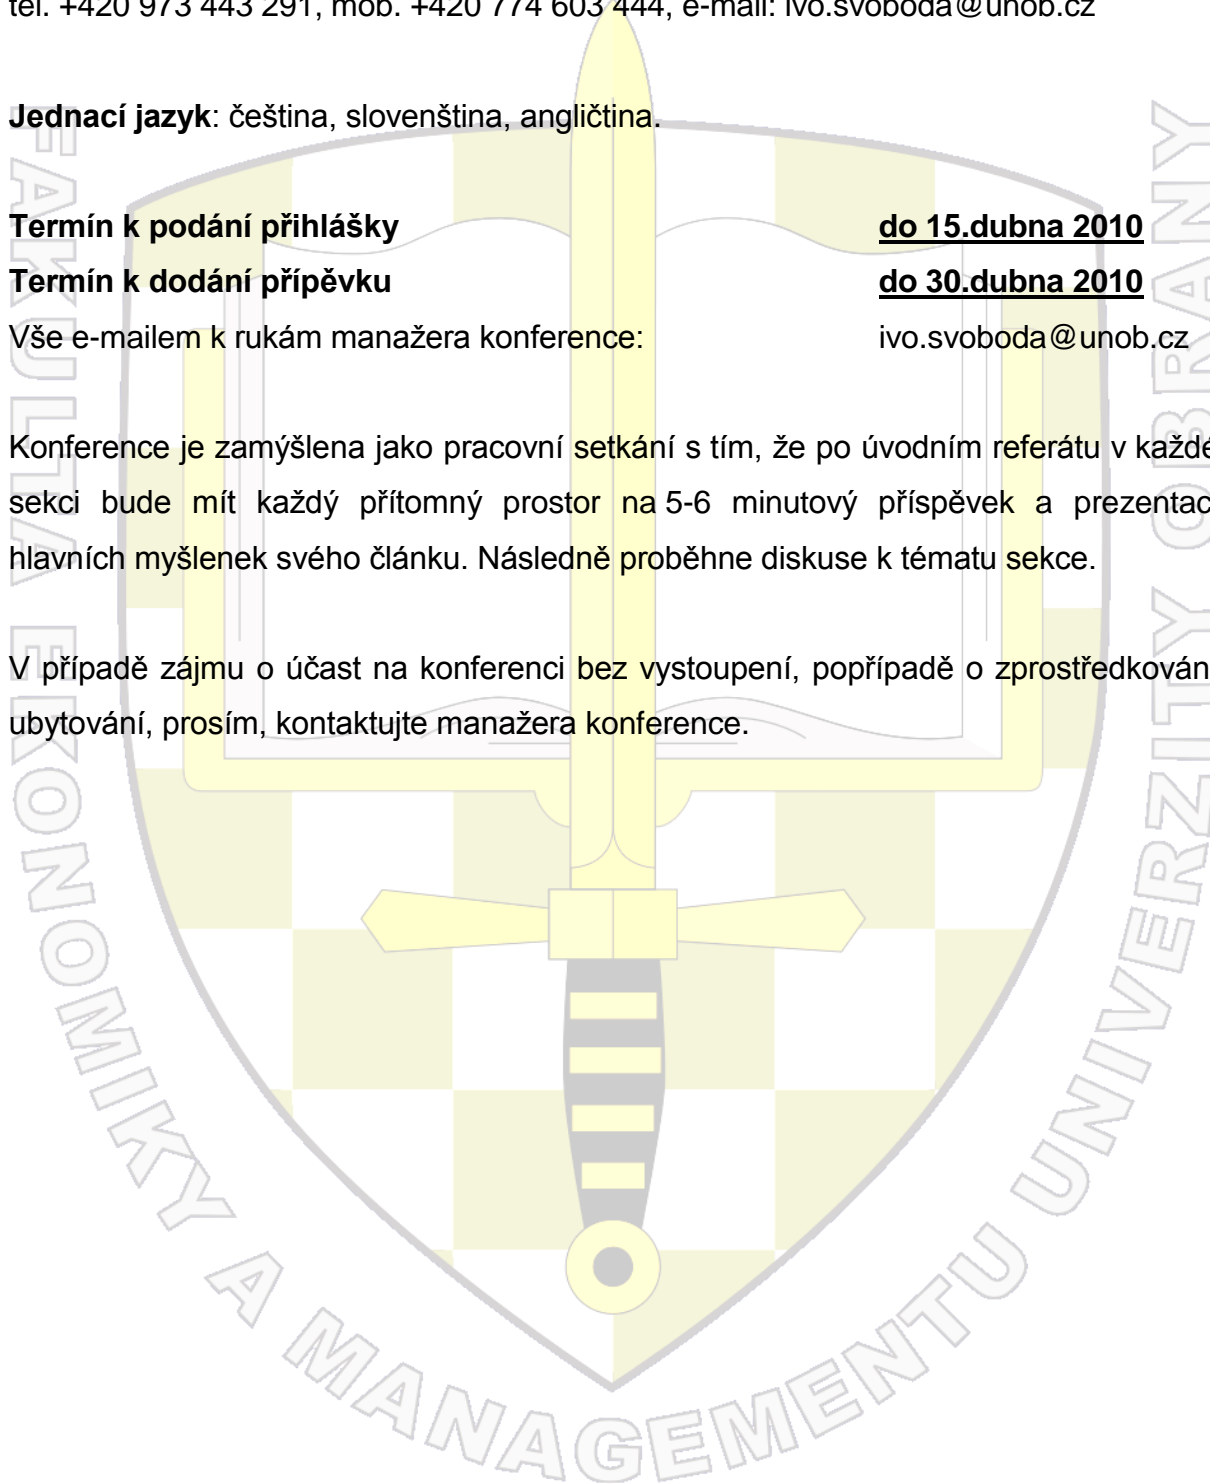 tel. +420 973 443 291, mob. +420 774 603 444, e-mail: ivo.svoboda@unob.cz
Jednací jazyk: čeština, slovenština, angličtina.
Termín k podání přihlášky do 15.dubna 2010
Termín k dodání přípěvku do 30.dubna 2010
Vše e-mailem k rukám manažera konference: ivo.svoboda@unob.cz
Konference je zamýšlena jako pracovní setkání s tím, že po úvodním referátu v každé
sekci bude mít každý přítomný prostor na 5-6 minutový příspěvek a prezentac
hlavních myšlenek svého článku. Následně proběhne diskuse k tématu sekce.
V případě zájmu o účast na konferenci bez vystoupení, popřípadě o zprostředkován
ubytování, prosím, kontaktujte manažera konference.
FAKULTA EKONOMIKY A MANAGEMENTU UNIVERZITY OBRANY